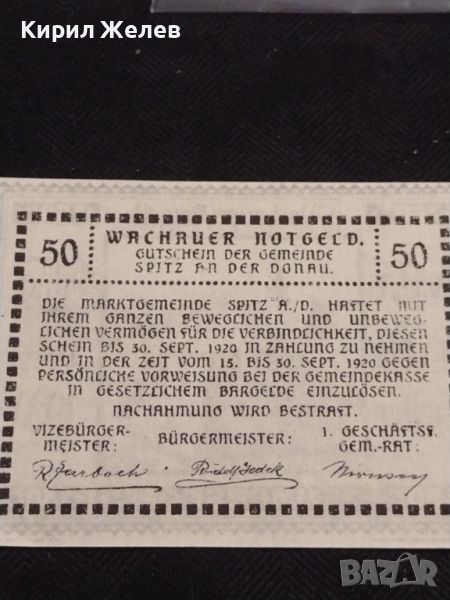 Кирил Желев
50 WACHAUER NOTGELD. 50
GUTSCHEIN DER GEMEINDE
SPITZ AN DER DONAU.
DIE MARKTGEMEINDE SPITZ A./D. HAFTET MIT
IHREM GANZEN BEWEGLICHEN UND UNBEWEG-
LICHEN VERMÖGEN FÜR DIE VERBINDLICHKEIT, DIESEN
SCHEIN BIS 30. SEPT. 1920 IN ZAHLUNG ZU NEHMEN
UND IN DER ZEIT VOM 15. BIS 30. SEPT. 1920 GEGEN
PERSÖNLICHE VORWEISUNG BEI DER GEMEINDEKASSE
IN GESETZLICHEM BARGELDE EINZULÖSEN.
NACHAHMUNG WIRD BESTRAFT.
VIZEBÜRGER-
MEISTER:
BÜRGERMEISTER:
1. GESCHÄFTSF.
GEM.-RAT:
BAZAR